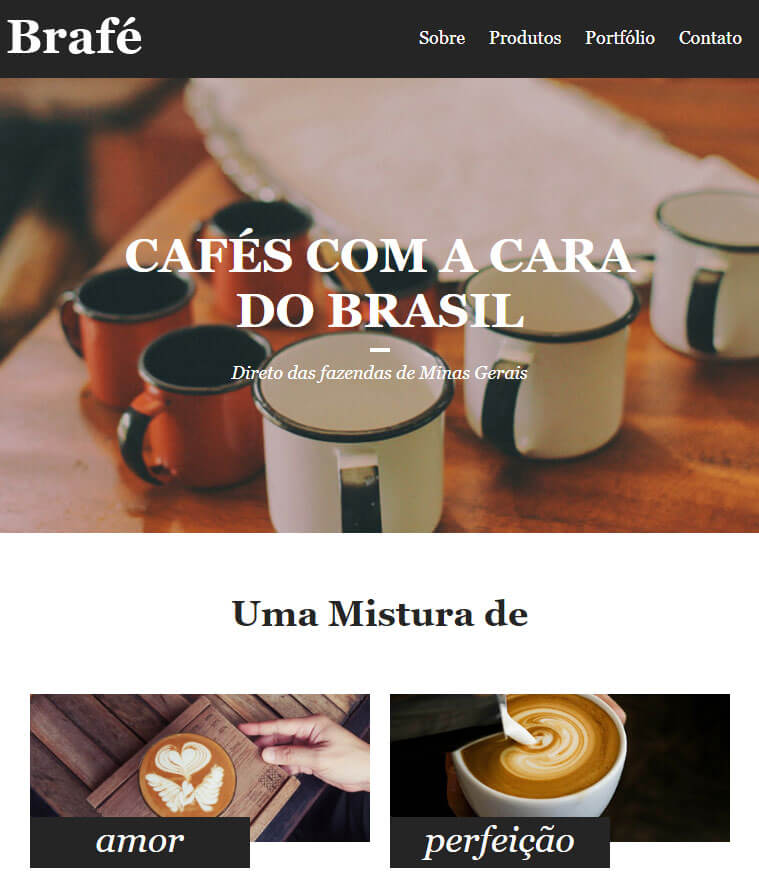 Brafé
Sobre Produtos Portfólio Contato
CAFÉS COM A CARA
DO BRASIL
Direto das fazendas de Minas Gerais
Uma Mistura de
amor
perfeição